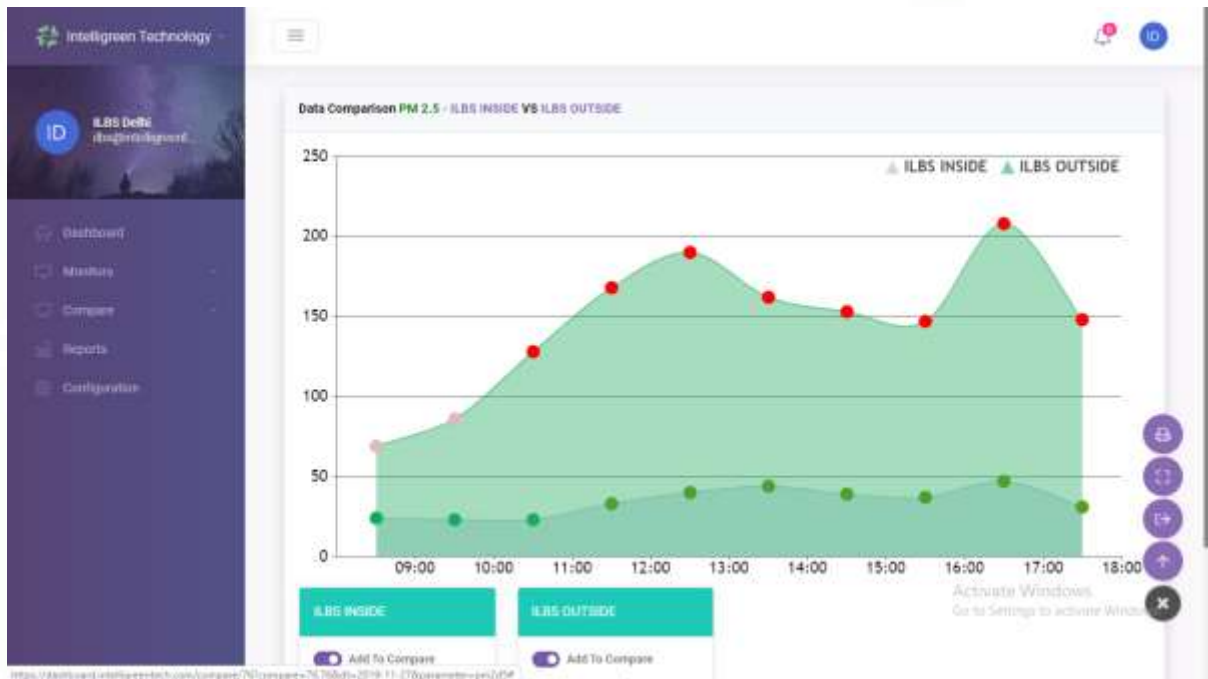 Intelligreen Technology
ID
ID
ILBS Delhi
Dashboard
Monitors
Compare
Reports
Configuration
Data Comparison PM 2.5 - ILBS INSIDE VS ILBS OUTSIDE
ILBS INSIDE ILBS OUTSIDE
250
200
150
100
50
0
09:00 10:00 11:00 12:00 13:00 14:00 15:00 16:00 17:00 18:00
Activate Windows
Go to Settings to activate
ILBS INSIDE ILBS OUTSIDE
Add To Compare Add To Compare